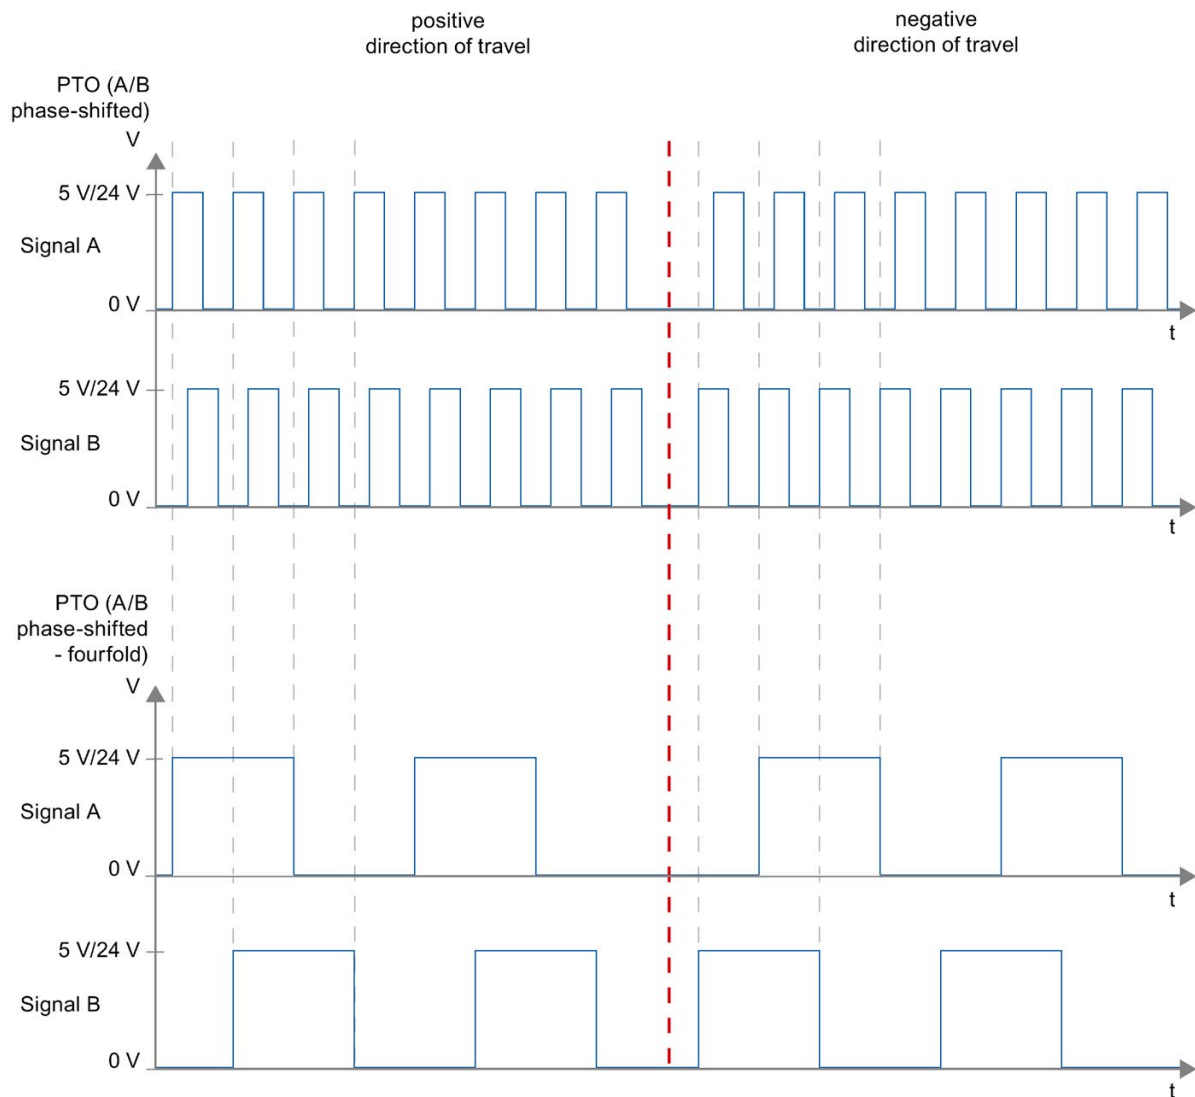 positive
direction of travel
negative
direction of travel
PTO (A/B
phase-shifted)
V
5 V/24 V
Signal A
0 V
t
5 V/24 V
Signal B
0 V
t
PTO (A/B
phase-shifted
- fourfold)
V
5 V/24 V
Signal A
0 V
t
5 V/24 V
Signal B
0 V
t